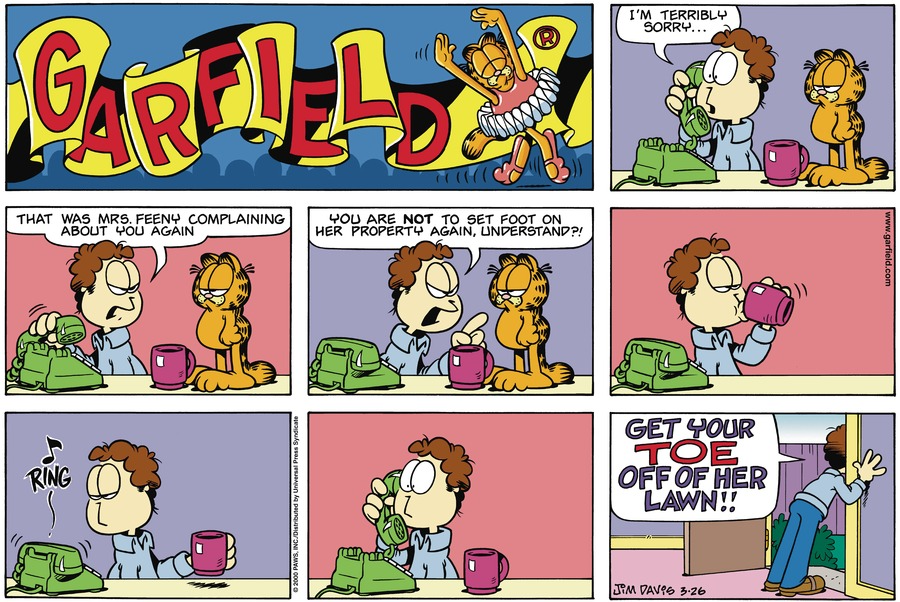 GARFIELD
®
I'M TERRIBLY
SORRY...
THAT WAS MRS. FEENY COMPLAINING
ABOUT YOU AGAIN
YOU ARE NOT TO SET FOOT ON
HER PROPERTY AGAIN, UNDERSTAND?!
www.garfield.com
RING
© 2000 PAWS, INC./Distributed by Universal Press Syndicate
GET YOUR
TOE
OFF OF HER
LAWN!!
JIM DAVIS 3·26